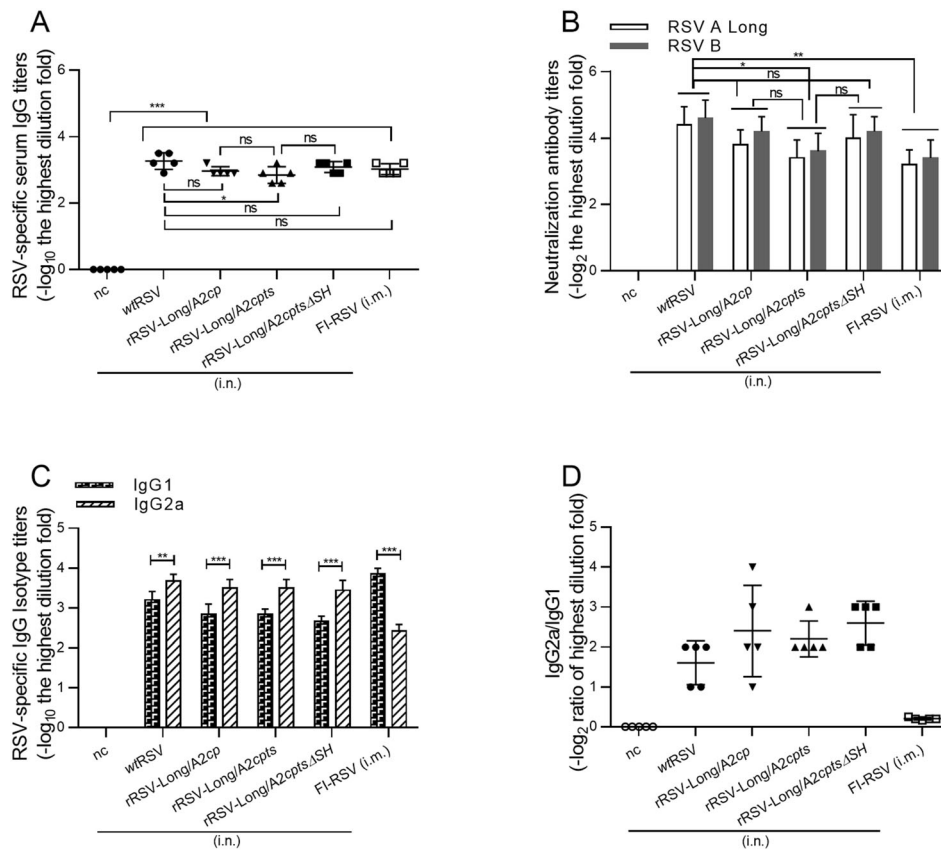 A
RSV-specific serum IgG titers
(-log10 the highest dilution fold)
6
4
2
0
***
ns
ns
ns
*
ns
ns
nc
wtRSV
rRSV-Long/A2cp
rRSV-Long/A2cpts
rRSV-Long/A2cptsΔSH
FI-RSV (i.m.)
(i.n.)
B
RSV A Long
RSV B
Neutralization antibody titers
(-log2 the highest dilution fold)
6
4
2
0
**
*
ns
ns
ns
nc
wtRSV
rRSV-Long/A2cp
rRSV-Long/A2cpts
rRSV-Long/A2cptsΔSH
FI-RSV (i.m.)
(i.n.)
C
IgG1
IgG2a
RSV-specific IgG Isotype titers
(-log10 the highest dilution fold)
5
4
3
2
1
0
**
***
***
***
***
nc
wtRSV
rRSV-Long/A2cp
rRSV-Long/A2cpts
rRSV-Long/A2cptsΔSH
FI-RSV (i.m.)
(i.n.)
D
IgG2a/IgG1
(-log2 ratio of highest dilution fold)
5
4
3
2
1
0
nc
wtRSV
rRSV-Long/A2cp
rRSV-Long/A2cpts
rRSV-Long/A2cptsΔSH
FI-RSV (i.m.)
(i.n.)